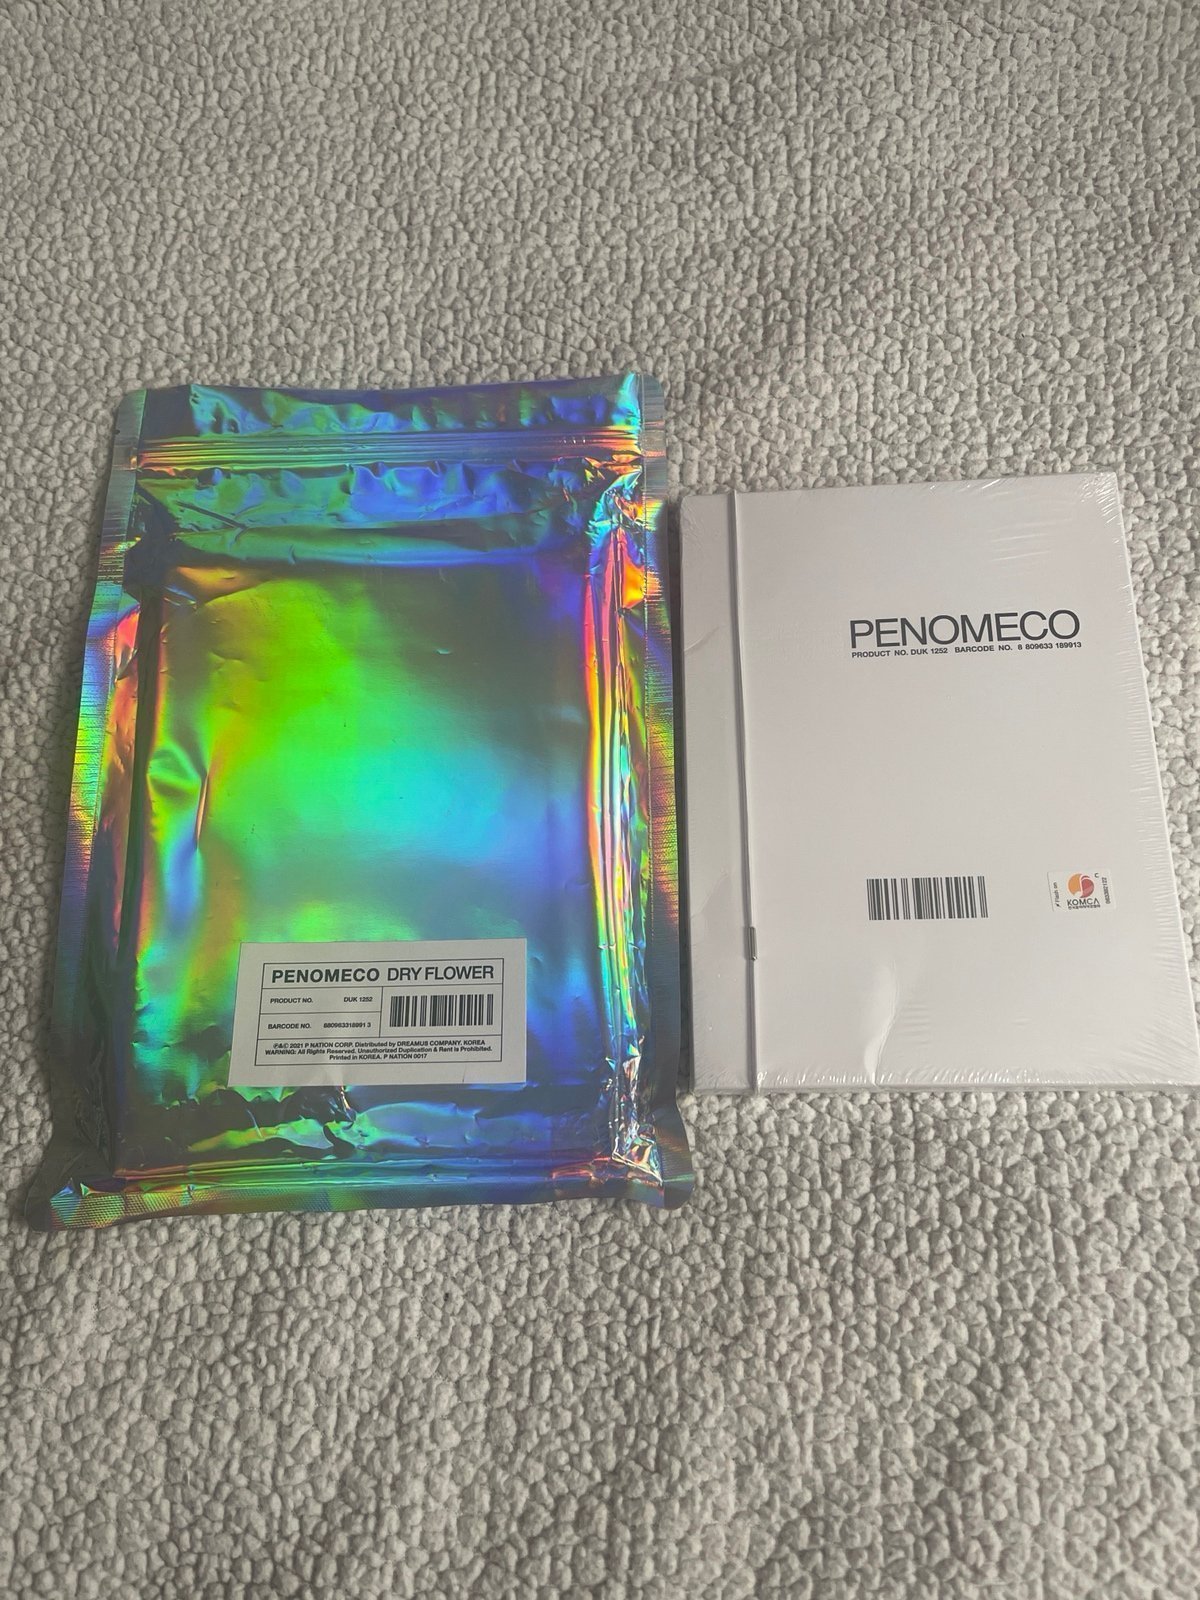 PENOMECO DRY FLOWER
PRODUCT NO. DUK 1252
BARCODE NO. 880963318991 3
℗&© 2021 P NATION CORP. Distributed by DREAMUS COMPANY, KOREA
WARNING: All Rights Reserved. Unauthorized Duplication & Rent is Prohibited.
Printed in KOREA. P NATION 0017
PENOMECO
PRODUCT NO. DUK 1252 BARCODE NO. 8 809633 189913
KOMCA